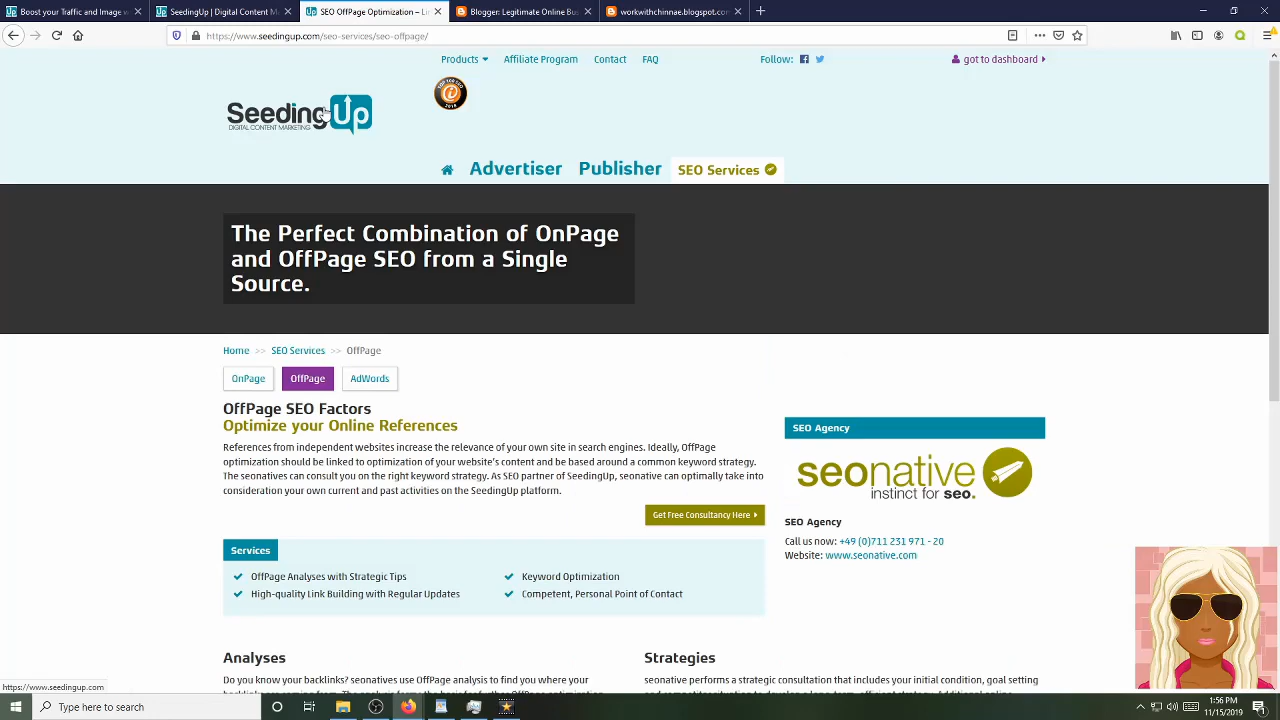 Boost your Traffic and Image w
SeedingUp | Digital Content M
SEO OffPage Optimization – Li
Blogger: Legitimate Online Bu
workwithchinnae.blogspot.com
https://www.seedingup.com/seo-services/seo-offpage/
Products
Affiliate Program
Contact
FAQ
Follow:
got to dashboard
TOP 100 SEO
2018
SeedingUp
DIGITAL CONTENT MARKETING
Advertiser
Publisher
SEO Services
The Perfect Combination of OnPage
and OffPage SEO from a Single
Source.
Home >> SEO Services >> OffPage
OnPage
OffPage
AdWords
OffPage SEO Factors
Optimize your Online References
References from independent websites increase the relevance of your own site in search engines. Ideally, OffPage
optimization should be linked to optimization of your website's content and be based around a common keyword strategy.
The seonatives can consult you on the right keyword strategy. As SEO partner of SeedingUp, seonative can optimally take into
consideration your own current and past activities on the SeedingUp platform.
Get Free Consultancy Here
Services
OffPage Analyses with Strategic Tips
Keyword Optimization
High-quality Link Building with Regular Updates
Competent, Personal Point of Contact
SEO Agency
seonative
instinct for seo.
SEO Agency
Call us now: +49 (0)711 231 971 - 20
Website: www.seonative.com
Analyses
Do you know your backlinks? seonatives use OffPage analysis to find you where your
Strategies
seonative performs a strategic consultation that includes your initial condition, goal setting
https://www.seedingup.com
Type here to search
1:56 PM
11/15/2019